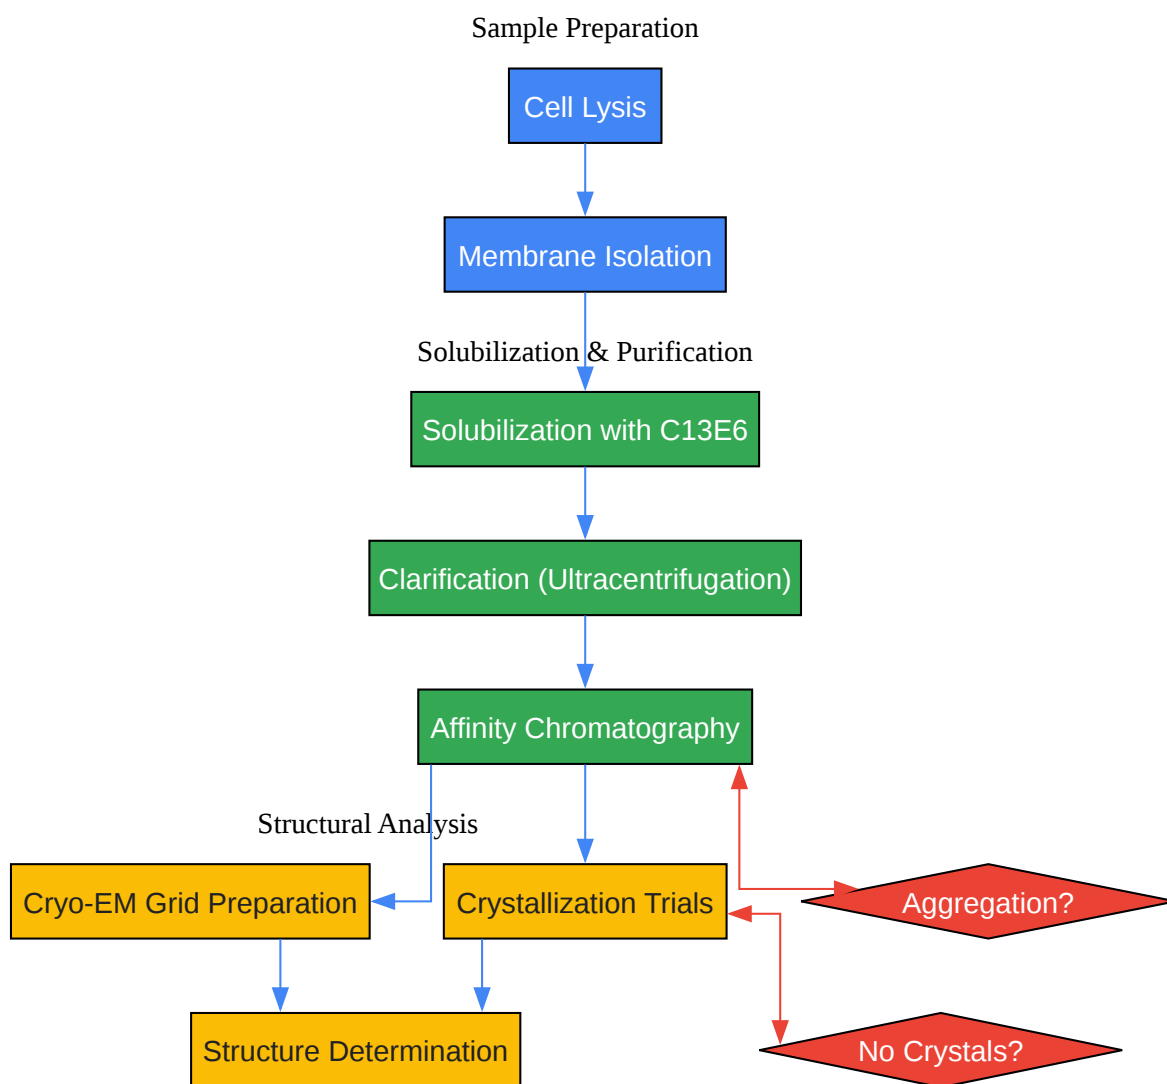 Sample Preparation
Cell Lysis
Membrane Isolation
Solubilization & Purification
Solubilization with C13E6
Clarification (Ultracentrifugation)
Affinity Chromatography
Structural Analysis
Cryo-EM Grid Preparation
Crystallization Trials
Aggregation?
Structure Determination
No Crystals?